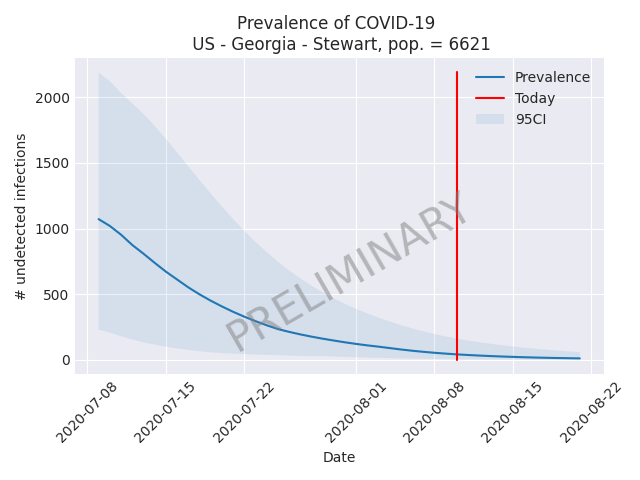 Prevalence of COVID-19
US - Georgia - Stewart, pop. = 6621
Prevalence
Today
95CI
2000
1500
1000
500
0
# undetected infections
PRELIMINARY
2020-07-08
2020-07-15
2020-07-22
2020-08-01
2020-08-08
2020-08-15
2020-08-22
Date